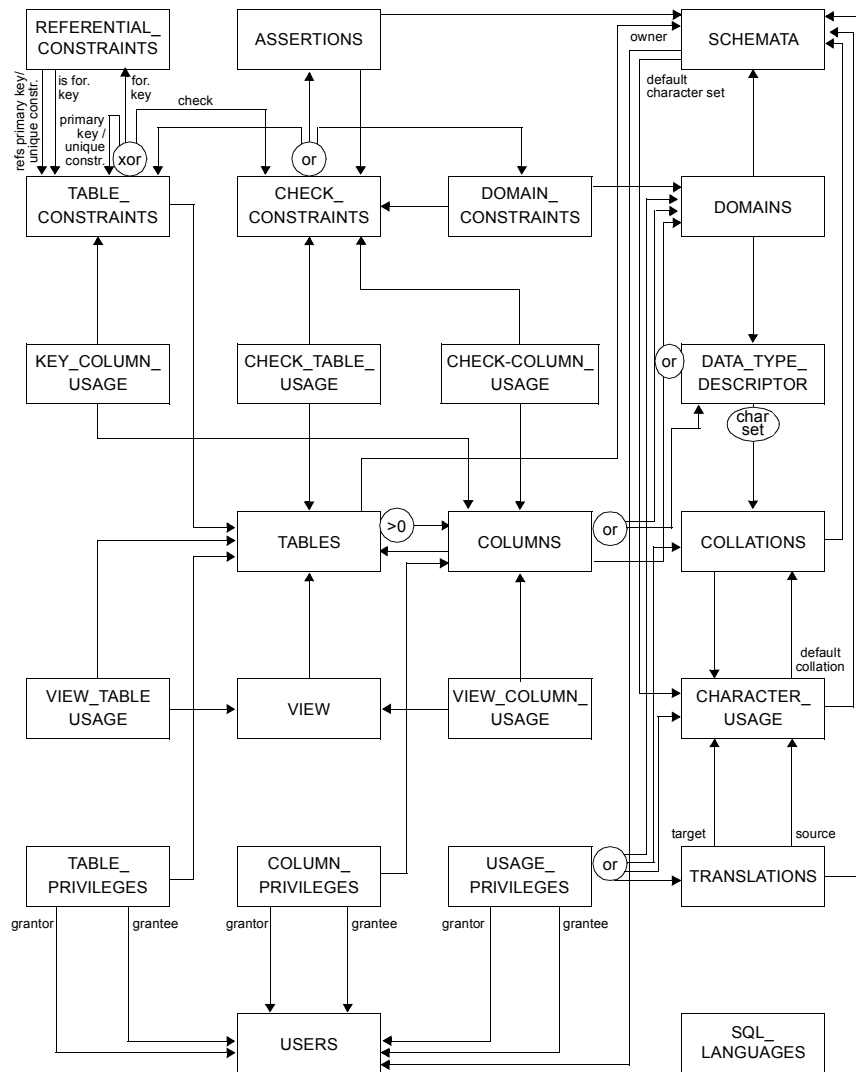 REFERENTIAL_
CONSTRAINTS
ASSERTIONS
owner
SCHEMATA
default
character set
refs primary key/
unique constr.
is for.
key
for.
key
check
primary
key /
unique
constr.
xor
or
TABLE_
CONSTRAINTS
CHECK_
CONSTRAINTS
DOMAIN_
CONSTRAINTS
DOMAINS
KEY_COLUMN_
USAGE
CHECK_TABLE_
USAGE
CHECK-COLUMN_
USAGE
or
DATA_TYPE_
DESCRIPTOR
char
set
TABLES
>0
COLUMNS
or
COLLATIONS
default
collation
VIEW_TABLE
USAGE
VIEW
VIEW_COLUMN_
USAGE
CHARACTER_
USAGE
target
source
TABLE_
PRIVILEGES
COLUMN_
PRIVILEGES
USAGE_
PRIVILEGES
or
TRANSLATIONS
grantor
grantee
grantor
grantee
grantor
grantee
USERS
SQL_
LANGUAGES